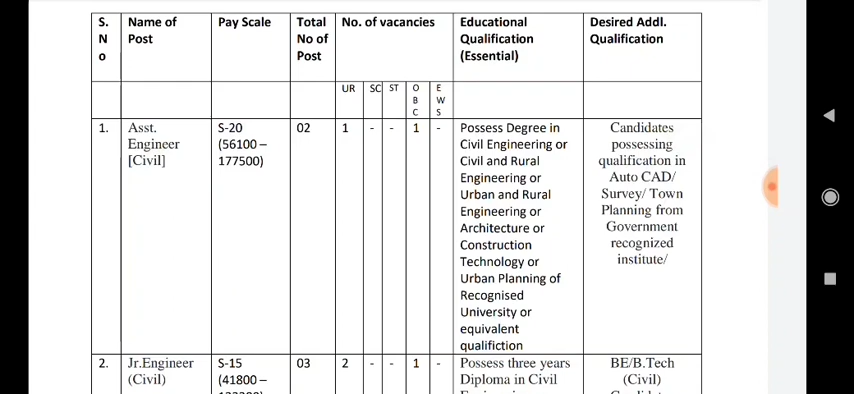 S. N o Name of Post Pay Scale Total No of Post No. of vacancies Educational Qualification (Essential) Desired Addl. Qualification
UR SC ST O B C E W S
1. Asst. Engineer [Civil] S-20 (56100 – 177500) 02 1 - - 1 - Possess Degree in
Civil Engineering or
Civil and Rural
Engineering or
Urban and Rural
Engineering or
Architecture or
Construction
Technology or
Urban Planning of
Recognised
University or
equivalent
qualifiction
Candidates
possessing
qualification in
Auto CAD/
Survey/ Town
Planning from
Government
recognized
institute/
2. Jr.Engineer (Civil) S-15 (41800 – 03 2 - - 1 - Possess three years
Diploma in Civil
BE/B.Tech
(Civil)